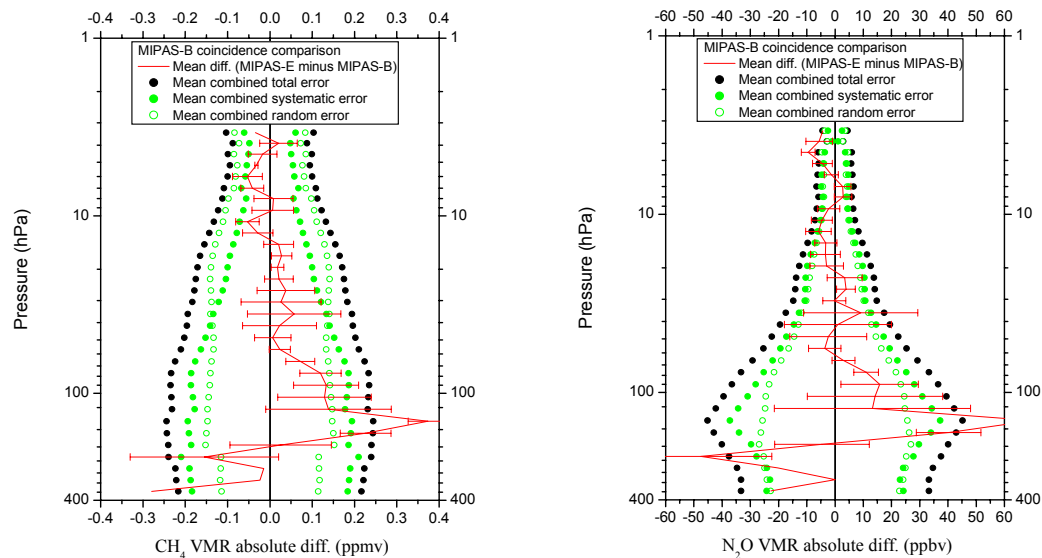 -0.4 -0.3 -0.2 -0.1 0.0 0.1 0.2 0.3 0.4
1 1
MIPAS-B coincidence comparison
Mean diff. (MIPAS-E minus MIPAS-B)
Mean combined total error
Mean combined systematic error
Mean combined random error
10 10
100 100
400 400
Pressure (hPa)
-0.4 -0.3 -0.2 -0.1 0.0 0.1 0.2 0.3 0.4
CH4 VMR absolute diff. (ppmv)
-60 -50 -40 -30 -20 -10 0 10 20 30 40 50 60
1 1
MIPAS-B coincidence comparison
Mean diff. (MIPAS-E minus MIPAS-B)
Mean combined total error
Mean combined systematic error
Mean combined random error
10 10
100 100
400 400
Pressure (hPa)
-60 -50 -40 -30 -20 -10 0 10 20 30 40 50 60
N2O VMR absolute diff. (ppbv)